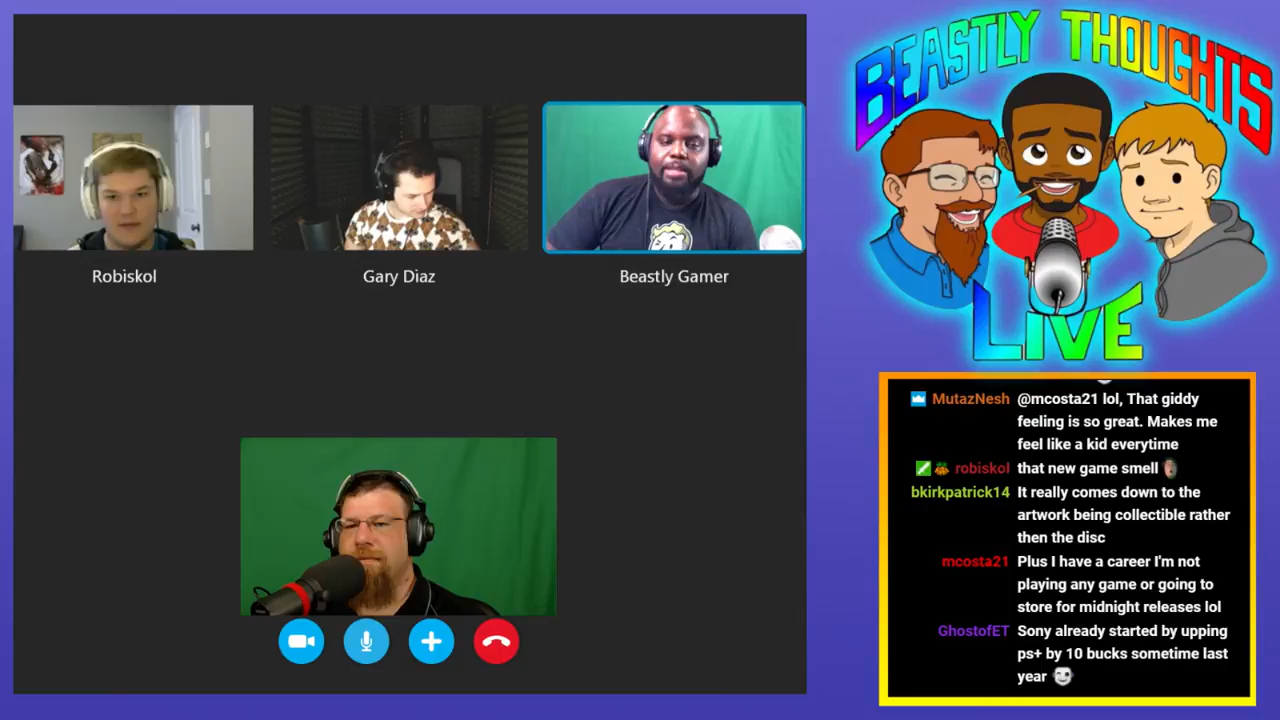 BEASTLY THOUGHTS
LIVE
Robiskol
Gary Diaz
Beastly Gamer
MutazNesh @mcosta21 lol, That giddy
feeling is so great. Makes me
feel like a kid everytime
robiskol that new game smell
bkirkpatrick14 It really comes down to the
artwork being collectible rather
then the disc
mcosta21 Plus I have a career I'm not
playing any game or going to
store for midnight releases lol
GhostofET Sony already started by upping
ps+ by 10 bucks sometime last
year